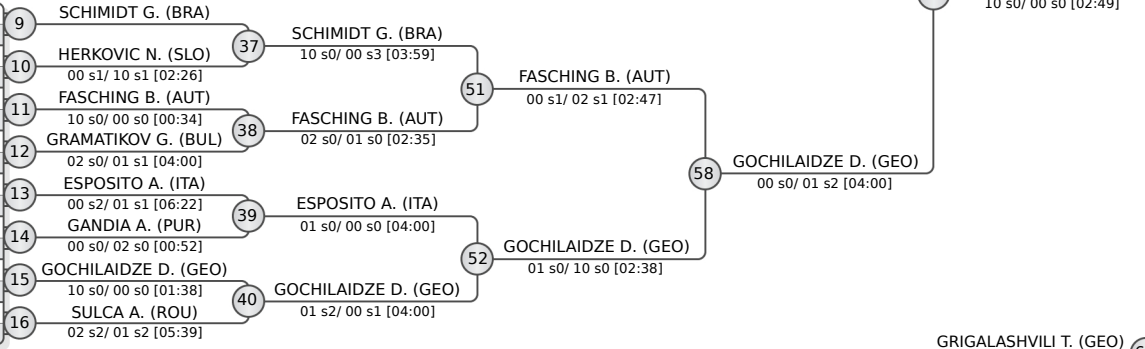 10 s0/ 00 s0 [02:49]
SCHIMIDT G. (BRA)
9
37
SCHIMIDT G. (BRA)
10 s0/ 00 s3 [03:59]
HERKOVIC N. (SLO)
10
00 s1/ 10 s1 [02:26]
51
FASCHING B. (AUT)
00 s1/ 02 s1 [02:47]
FASCHING B. (AUT)
11
10 s0/ 00 s0 [00:34]
38
FASCHING B. (AUT)
02 s0/ 01 s0 [02:35]
GRAMATIKOV G. (BUL)
12
02 s0/ 01 s1 [04:00]
58
GOCHILAIDZE D. (GEO)
00 s0/ 01 s2 [04:00]
ESPOSITO A. (ITA)
13
00 s2/ 01 s1 [06:22]
39
ESPOSITO A. (ITA)
01 s0/ 00 s0 [04:00]
GANDIA A. (PUR)
14
00 s0/ 02 s0 [00:52]
52
GOCHILAIDZE D. (GEO)
01 s0/ 10 s0 [02:38]
GOCHILAIDZE D. (GEO)
15
10 s0/ 00 s0 [01:38]
40
GOCHILAIDZE D. (GEO)
01 s2/ 00 s1 [04:00]
SULCA A. (ROU)
16
02 s2/ 01 s2 [05:39]
GRIGALASHVILI T. (GEO)